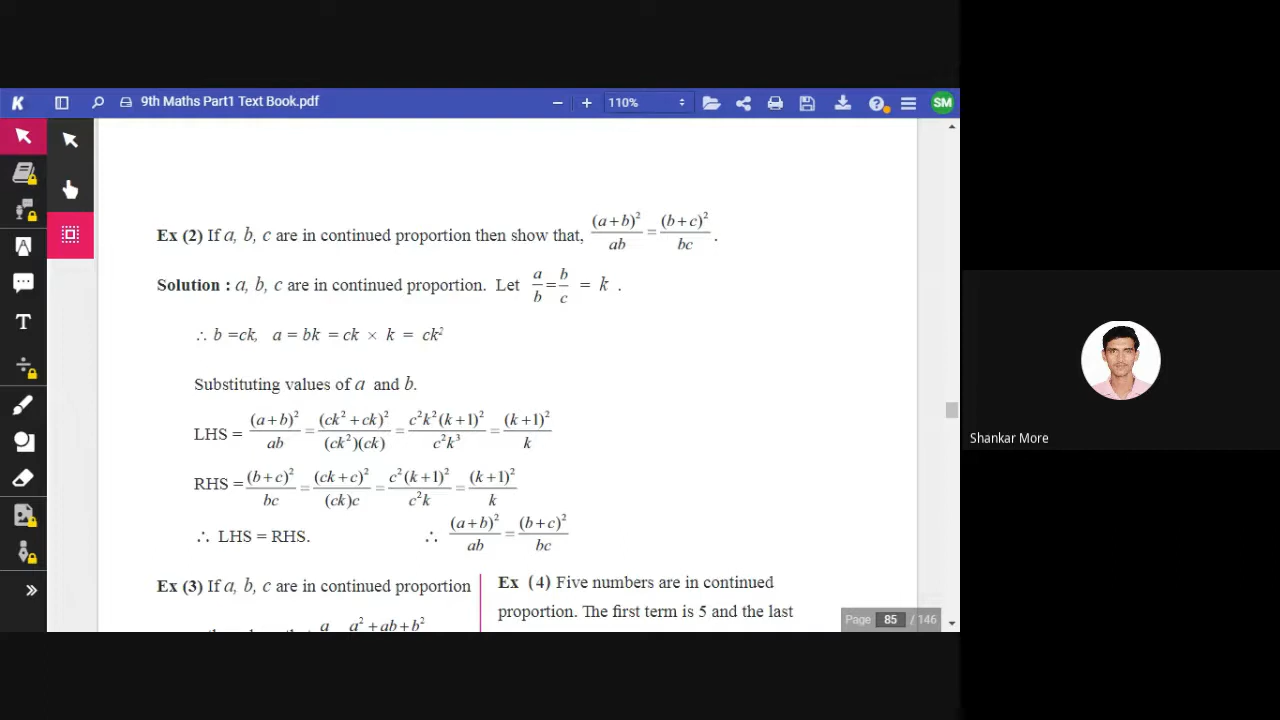 K 9th Maths Part1 Text Book.pdf − + 110% SM
Ex (2) If a, b, c are in continued proportion then show that, (a+b)²/ab = (b+c)²/bc .
Solution : a, b, c are in continued proportion. Let a/b = b/c = k .
∴ b =ck, a = bk = ck × k = ck²
Substituting values of a and b.
LHS = (a+b)²/ab = (ck²+ck)²/(ck²)(ck) = c²k²(k+1)²/c²k³ = (k+1)²/k
RHS = (b+c)²/bc = (ck+c)²/(ck)c = c²(k+1)²/c²k = (k+1)²/k
∴ LHS = RHS. ∴ (a+b)²/ab = (b+c)²/bc
Ex (3) If a, b, c are in continued proportion
a a²+ab+b²
Ex (4) Five numbers are in continued
proportion. The first term is 5 and the last
Page 85 / 146
Shankar More